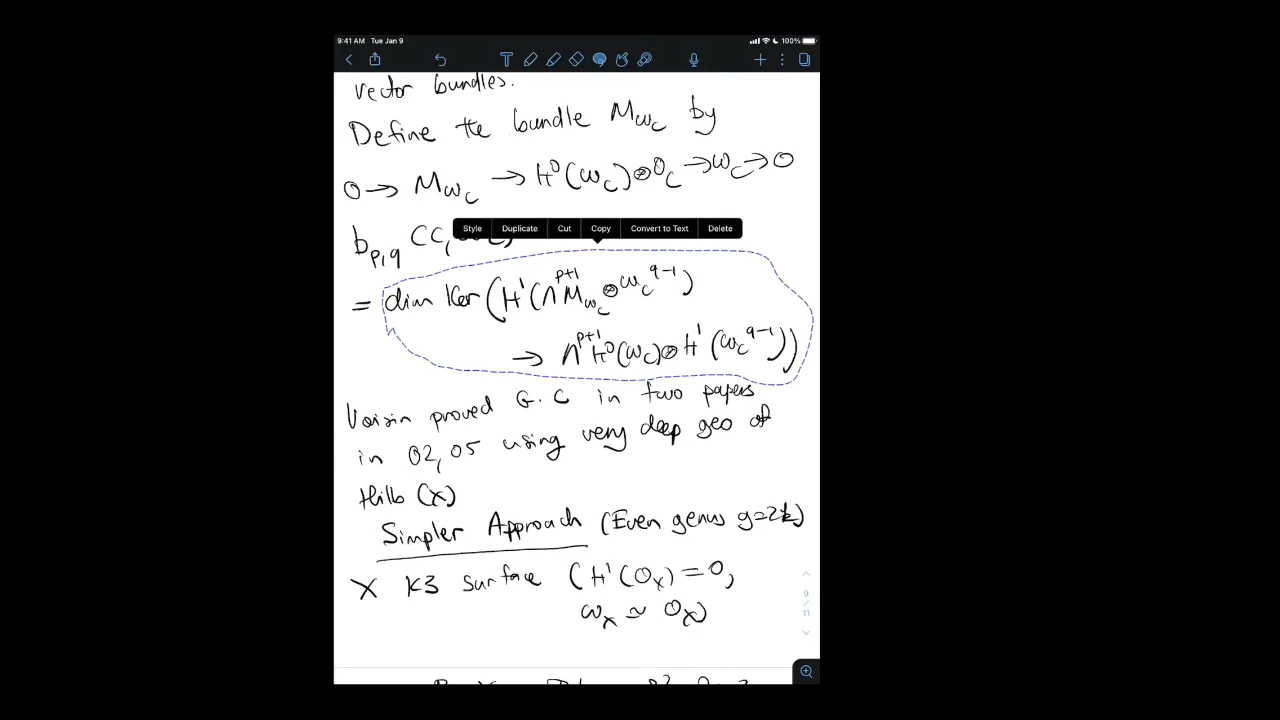 9:41 AM Tue Jan 9
100%
vector bundles.
Define the bundle M_{ω_C} by
0 → M_{ω_C} → H⁰(ω_C) ⊗ O_C → ω_C → 0
Style Duplicate Cut Copy Convert to Text Delete
b_{p,q} (C,
= dim Ker (H¹(∧^{p+1} M_{ω_C} ⊗ ω_C^{q-1})
→ ∧^{p+1} H⁰(ω_C) ⊗ H¹(ω_C^{q-1}))
Voisin proved G.C in two papers
in 02, 05 using very deep geo of
Hilb (X)
Simpler Approach (Even genus g=2k)
X K3 surface (H¹(O_X) = 0,
ω_X ≃ O_X)
9
/
11